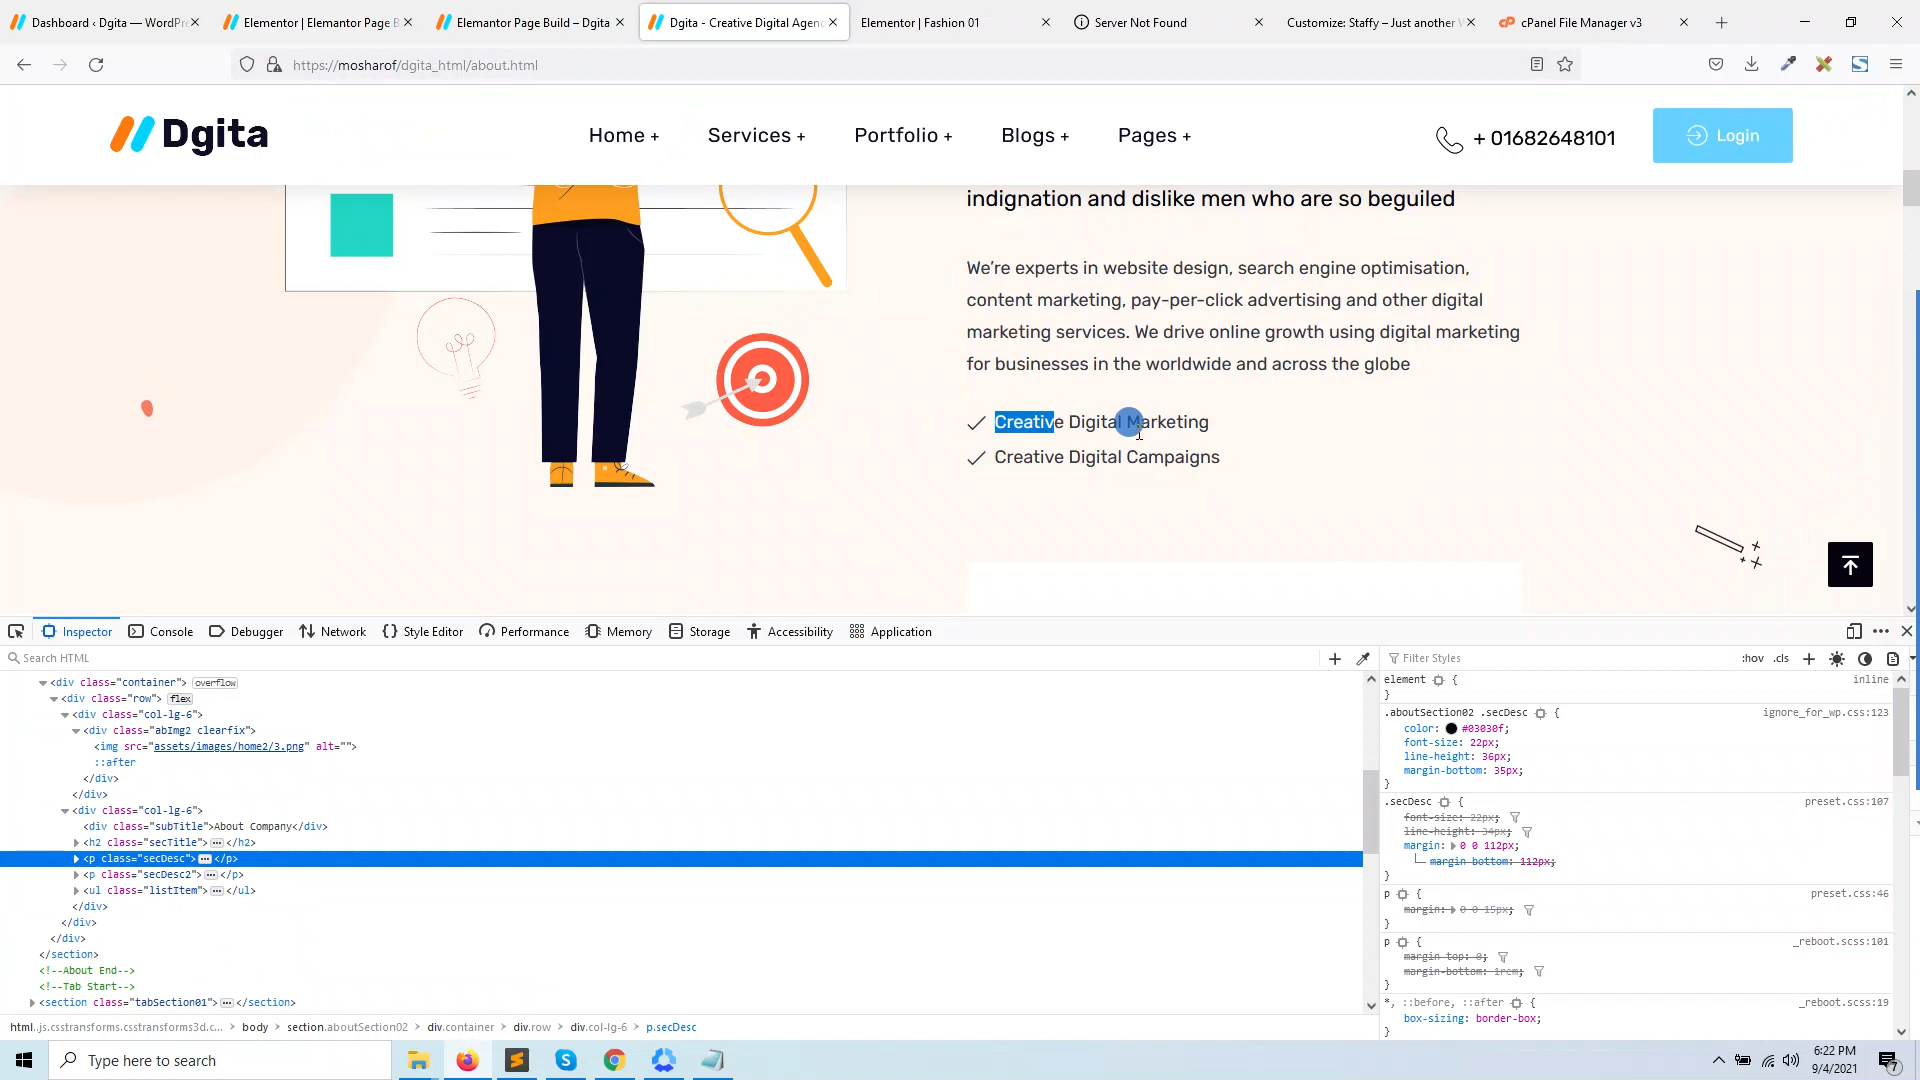 Dashboard ‹ Dgita — WordPre
Elementor | Elemantor Page B
Elemantor Page Build – Dgita
Dgita - Creative Digital Agenc
Elementor | Fashion 01
Server Not Found
Customize: Staffy – Just another W
cPanel File Manager v3
https://mosharof/dgita_html/about.html
Dgita
Home +
Services +
Portfolio +
Blogs +
Pages +
+ 01682648101
Login
indignation and dislike men who are so beguiled
We’re experts in website design, search engine optimisation,
content marketing, pay-per-click advertising and other digital
marketing services. We drive online growth using digital marketing
for businesses in the worldwide and across the globe
Creative Digital Marketing
Creative Digital Campaigns
Inspector
Console
Debugger
Network
Style Editor
Performance
Memory
Storage
Accessibility
Application
Search HTML
Filter Styles
:hov .cls
<div class="container"> overflow
<div class="row"> flex
<div class="col-lg-6">
<div class="abImg2 clearfix">
<img src="assets/images/home2/3.png" alt="">
::after
</div>
</div>
<div class="col-lg-6">
<div class="subTitle">About Company</div>
<h2 class="secTitle"> ••• </h2>
<p class="secDesc"> ••• </p>
<p class="secDesc2"> ••• </p>
<ul class="listItem"> ••• </ul>
</div>
</div>
</div>
</section>
<!--About End-->
<!--Tab Start-->
<section class="tabSection01"> ••• </section>
element { inline
}
.aboutSection02 .secDesc { ignore_for_wp.css:123
color: #03030f;
font-size: 22px;
line-height: 36px;
margin-bottom: 35px;
}
.secDesc { preset.css:107
font-size: 22px;
line-height: 34px;
margin: 0 0 112px;
margin-bottom: 112px;
}
p { preset.css:46
margin: 0 0 15px;
}
p { _reboot.scss:101
margin-top: 0;
margin-bottom: 1rem;
}
*, ::before, ::after { _reboot.scss:19
box-sizing: border-box;
}
html.js.csstransforms.csstransforms3d.c... > body > section.aboutSection02 > div.container > div.row > div.col-lg-6 > p.secDesc
Type here to search
6:22 PM
9/4/2021
7